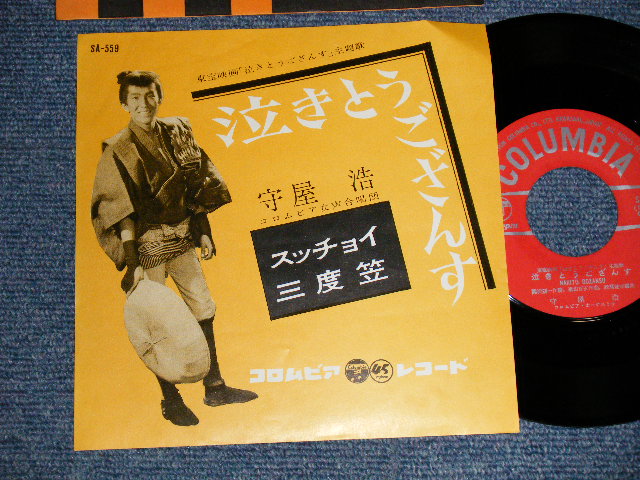 SA-559
東宝映画「泣きとうござんす」主題歌
泣きとうござんす
守屋 浩
コロムビア女声合唱団
スッチョイ
三度笠
コロムビア 45 レコード
COLUMBIA
泣きとうござんす
NAKITO GOZANSU
守屋 浩